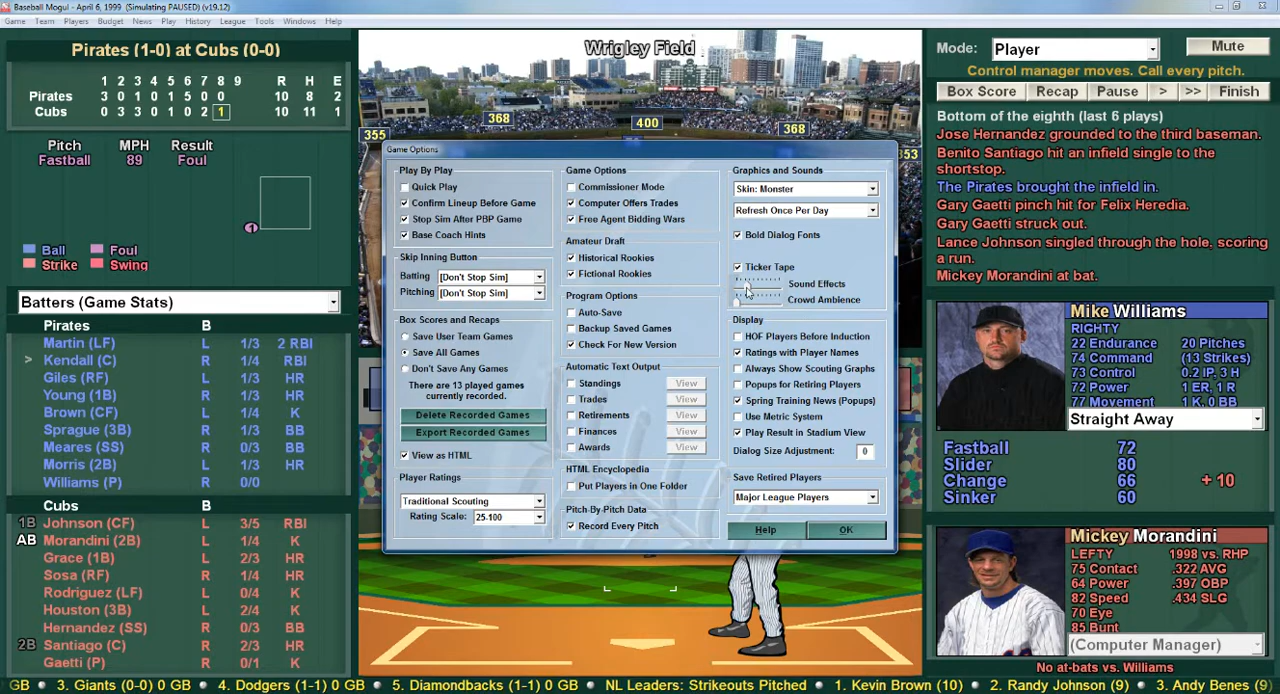 Baseball Mogul - April 6, 1999 (Simulating PAUSED) (v19.12)
Game Team Players Budget News Play History League Tools Windows Help
Pirates (1-0) at Cubs (0-0)
1 2 3 4 5 6 7 8 9 R H E
Pirates 3 0 1 0 1 5 0 0 10 8 2
Cubs 0 3 3 0 1 0 2 1 10 11 1
Pitch MPH Result
Fastball 89 Foul
1
Ball Foul
Strike Swing
Batters (Game Stats)
Pirates B
Martin (LF) L 1/3 2 RBI
> Kendall (C) R 1/4 RBI
Giles (RF) L 1/3 HR
Young (1B) R 1/3 HR
Brown (CF) L 1/4 K
Sprague (3B) R 1/3 BB
Meares (SS) R 0/3 BB
Morris (2B) L 1/3 HR
Williams (P) R 0/0
Cubs B
1B Johnson (CF) L 3/5 RBI
AB Morandini (2B) L 1/4 K
Grace (1B) L 2/3 HR
Sosa (RF) R 1/4 HR
Rodriguez (LF) R 0/4 K
Houston (3B) L 2/4 K
Hernandez (SS) R 0/3 BB
2B Santiago (C) R 2/3 HR
Gaetti (P) R 0/1 K
Wrigley Field
355 368 400 368 353
Game Options
Play By Play
Quick Play
Confirm Lineup Before Game
Stop Sim After PBP Game
Base Coach Hints
Skip Inning Button
Batting [Don't Stop Sim]
Pitching [Don't Stop Sim]
Box Scores and Recaps
Save User Team Games
Save All Games
Don't Save Any Games
There are 13 played games
currently recorded.
Delete Recorded Games
Export Recorded Games
View as HTML
Player Ratings
Traditional Scouting
Rating Scale: 25-100
Game Options
Commissioner Mode
Computer Offers Trades
Free Agent Bidding Wars
Amateur Draft
Historical Rookies
Fictional Rookies
Program Options
Auto-Save
Backup Saved Games
Check For New Version
Automatic Text Output
Standings View
Trades View
Retirements View
Finances View
Awards View
HTML Encyclopedia
Put Players in One Folder
Pitch-By-Pitch Data
Record Every Pitch
Graphics and Sounds
Skin: Monster
Refresh Once Per Day
Bold Dialog Fonts
Ticker Tape
Sound Effects
Crowd Ambience
Display
HOF Players Before Induction
Ratings with Player Names
Always Show Scouting Graphs
Popups for Retiring Players
Spring Training News (Popups)
Use Metric System
Play Result in Stadium View
Dialog Size Adjustment: 0
Save Retired Players
Major League Players
Help OK
Mode: Player Mute
Control manager moves. Call every pitch.
Box Score Recap Pause > >> Finish
Bottom of the eighth (last 6 plays)
Jose Hernandez grounded to the third baseman.
Benito Santiago hit an infield single to the
shortstop.
The Pirates brought the infield in.
Gary Gaetti pinch hit for Felix Heredia.
Gary Gaetti struck out.
Lance Johnson singled through the hole, scoring
a run.
Mickey Morandini at bat.
Mike Williams
RIGHTY
22 Endurance 20 Pitches
74 Command (13 Strikes)
73 Control 0.2 IP, 3 H
72 Power 1 ER, 1 R
77 Movement 1 K, 0 BB
Straight Away
Fastball 72
Slider 80
Change 66 + 10
Sinker 60
Mickey Morandini
LEFTY 1998 vs. RHP
75 Contact .322 AVG
64 Power .397 OBP
82 Speed .434 SLG
70 Eye
85 Bunt
(Computer Manager)
No at-bats vs. Williams
GB 3. Giants (0-0) 0 GB 4. Dodgers (1-1) 0 GB 5. Diamondbacks (1-1) 0 GB NL Leaders: Strikeouts Pitched 1. Kevin Brown (10) 2. Randy Johnson (9) 3. Andy Benes (9)